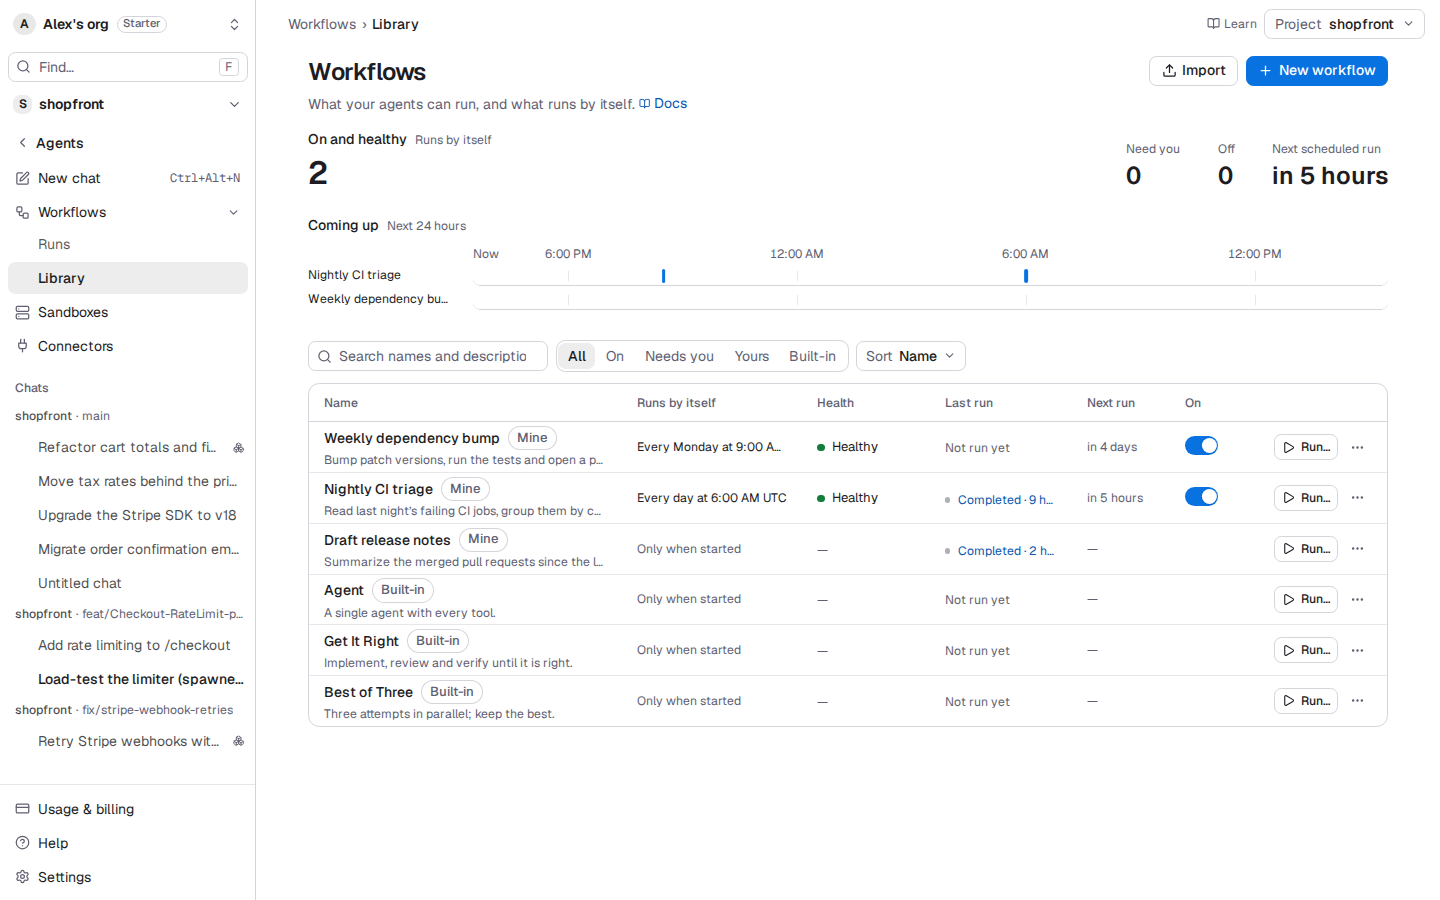 A Alex's org Starter
Find... F
S shopfront
Agents
New chat Ctrl+Alt+N
Workflows
Runs
Library
Sandboxes
Connectors
Chats
shopfront · main
Refactor cart totals and fi...
Move tax rates behind the pri...
Upgrade the Stripe SDK to v18
Migrate order confirmation em...
Untitled chat
shopfront · feat/Checkout-RateLimit-p...
Add rate limiting to /checkout
Load-test the limiter (spawne...
shopfront · fix/stripe-webhook-retries
Retry Stripe webhooks wit...
Usage & billing
Help
Settings
Workflows › Library
Learn
Project shopfront
Workflows
Import
New workflow
What your agents can run, and what runs by itself. Docs
On and healthy Runs by itself
2
Need you
0
Off
0
Next scheduled run
in 5 hours
Coming up Next 24 hours
Now 6:00 PM 12:00 AM 6:00 AM 12:00 PM
Nightly CI triage
Weekly dependency bu...
Search names and descriptio
All On Needs you Yours Built-in
Sort Name
Name Runs by itself Health Last run Next run On
Weekly dependency bump Mine
Bump patch versions, run the tests and open a p...
Every Monday at 9:00 A... Healthy Not run yet in 4 days Run...
Nightly CI triage Mine
Read last night's failing CI jobs, group them by c...
Every day at 6:00 AM UTC Healthy Completed · 9 h... in 5 hours Run...
Draft release notes Mine
Summarize the merged pull requests since the l...
Only when started — Completed · 2 h... — Run...
Agent Built-in
A single agent with every tool.
Only when started — Not run yet — Run...
Get It Right Built-in
Implement, review and verify until it is right.
Only when started — Not run yet — Run...
Best of Three Built-in
Three attempts in parallel; keep the best.
Only when started — Not run yet — Run...